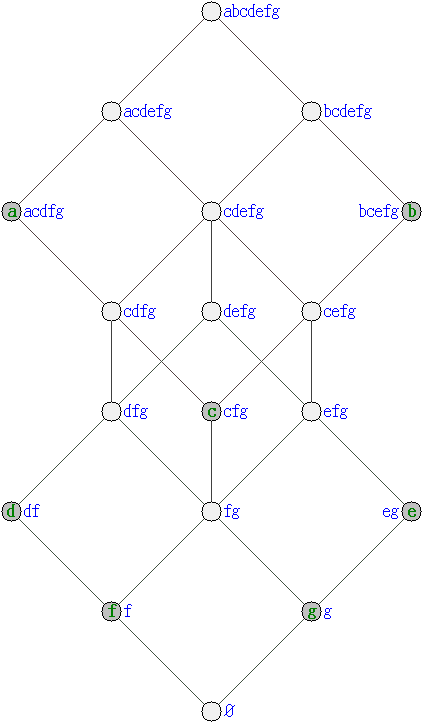 abcdefg
acdefg bcdefg
a acdfg cdefg bcefg b
cdfg defg cefg
dfg c cfg efg
d df fg eg e
f f g g
∅